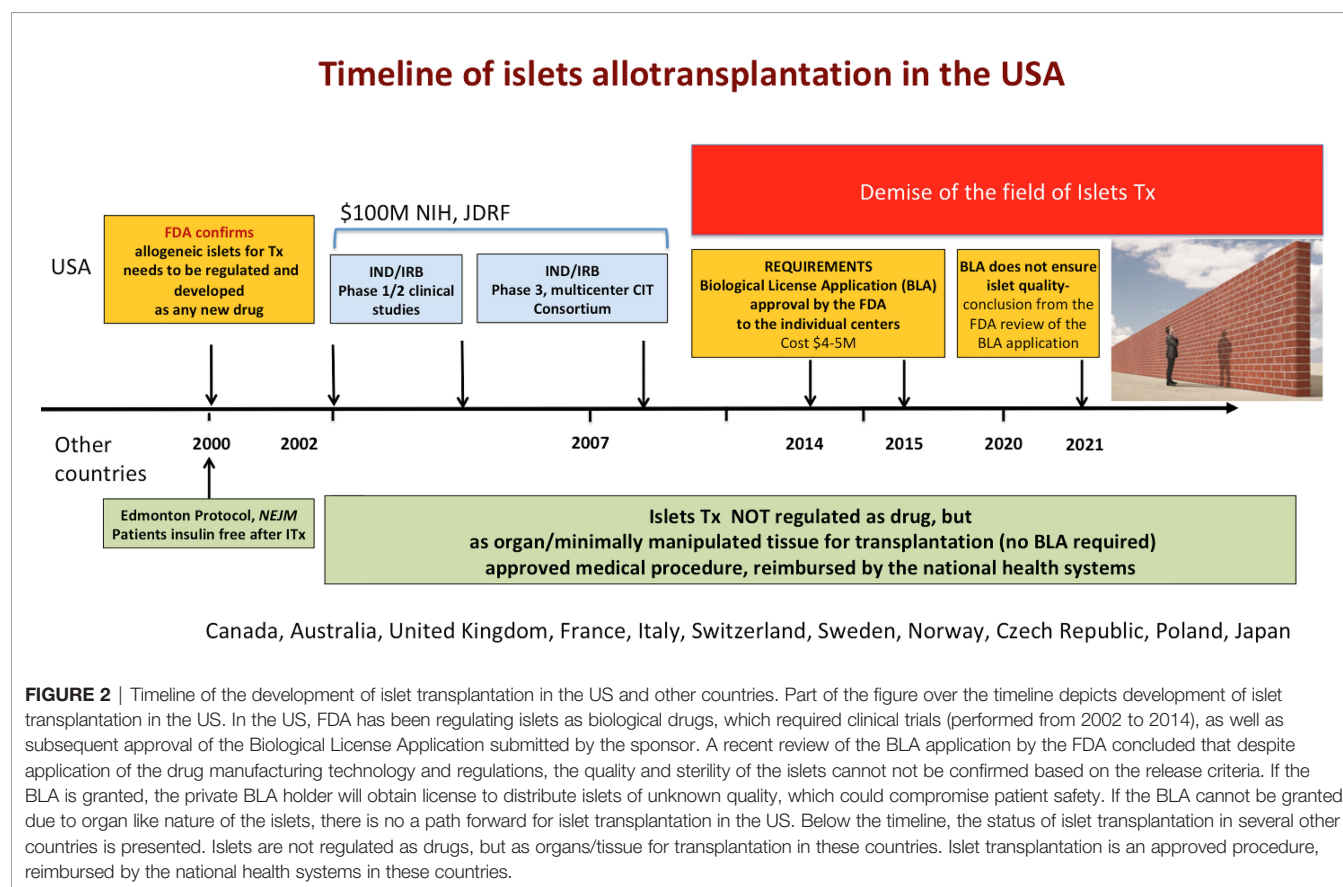 Timeline of islets allotransplantation in the USA
Demise of the field of Islets Tx
$100M NIH, JDRF
USA
FDA confirms
allogeneic islets for Tx
needs to be regulated and
developed
as any new drug
IND/IRB
Phase 1/2 clinical
studies
IND/IRB
Phase 3, multicenter CIT
Consortium
REQUIREMENTS
Biological License Application (BLA)
approval by the FDA
to the individual centers
Cost $4-5M
BLA does not ensure
islet quality-
conclusion from the
FDA review of the
BLA application
Other
countries
2000
2002
2007
2014
2015
2020
2021
Edmonton Protocol, NEJM
Patients insulin free after ITx
Islets Tx NOT regulated as drug, but
as organ/minimally manipulated tissue for transplantation (no BLA required)
approved medical procedure, reimbursed by the national health systems
Canada, Australia, United Kingdom, France, Italy, Switzerland, Sweden, Norway, Czech Republic, Poland, Japan
FIGURE 2 | Timeline of the development of islet transplantation in the US and other countries. Part of the figure over the timeline depicts development of islet
transplantation in the US. In the US, FDA has been regulating islets as biological drugs, which required clinical trials (performed from 2002 to 2014), as well as
subsequent approval of the Biological License Application submitted by the sponsor. A recent review of the BLA application by the FDA concluded that despite
application of the drug manufacturing technology and regulations, the quality and sterility of the islets cannot not be confirmed based on the release criteria. If the
BLA is granted, the private BLA holder will obtain license to distribute islets of unknown quality, which could compromise patient safety. If the BLA cannot be granted
due to organ like nature of the islets, there is no a path forward for islet transplantation in the US. Below the timeline, the status of islet transplantation in several other
countries is presented. Islets are not regulated as drugs, but as organs/tissue for transplantation in these countries. Islet transplantation is an approved procedure,
reimbursed by the national health systems in these countries.